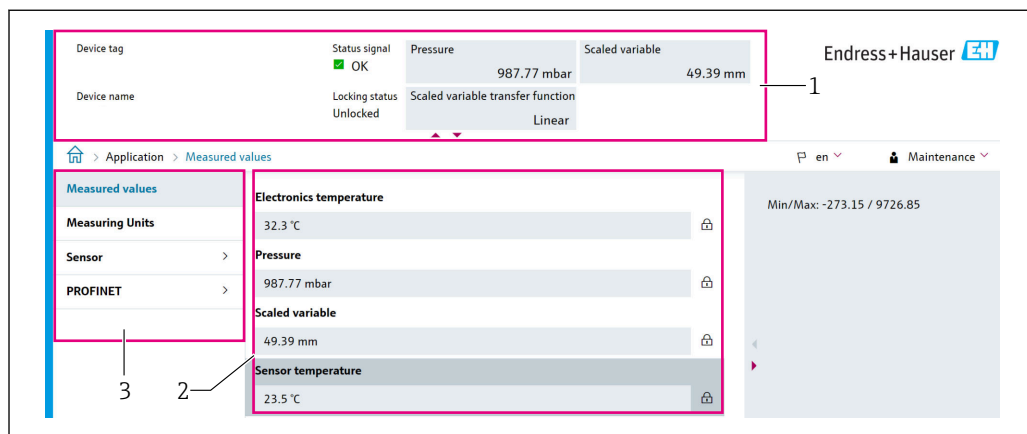 Device tag
Status signal
OK
Pressure
987.77 mbar
Scaled variable
49.39 mm
Endress+Hauser EH
1
Device name
Locking status
Unlocked
Scaled variable transfer function
Linear
> Application > Measured values
en
Maintenance
Measured values
Measuring Units
Sensor >
PROFINET >
3
2
Electronics temperature
32.3 °C
Pressure
987.77 mbar
Scaled variable
49.39 mm
Sensor temperature
23.5 °C
Min/Max: -273.15 / 9726.85